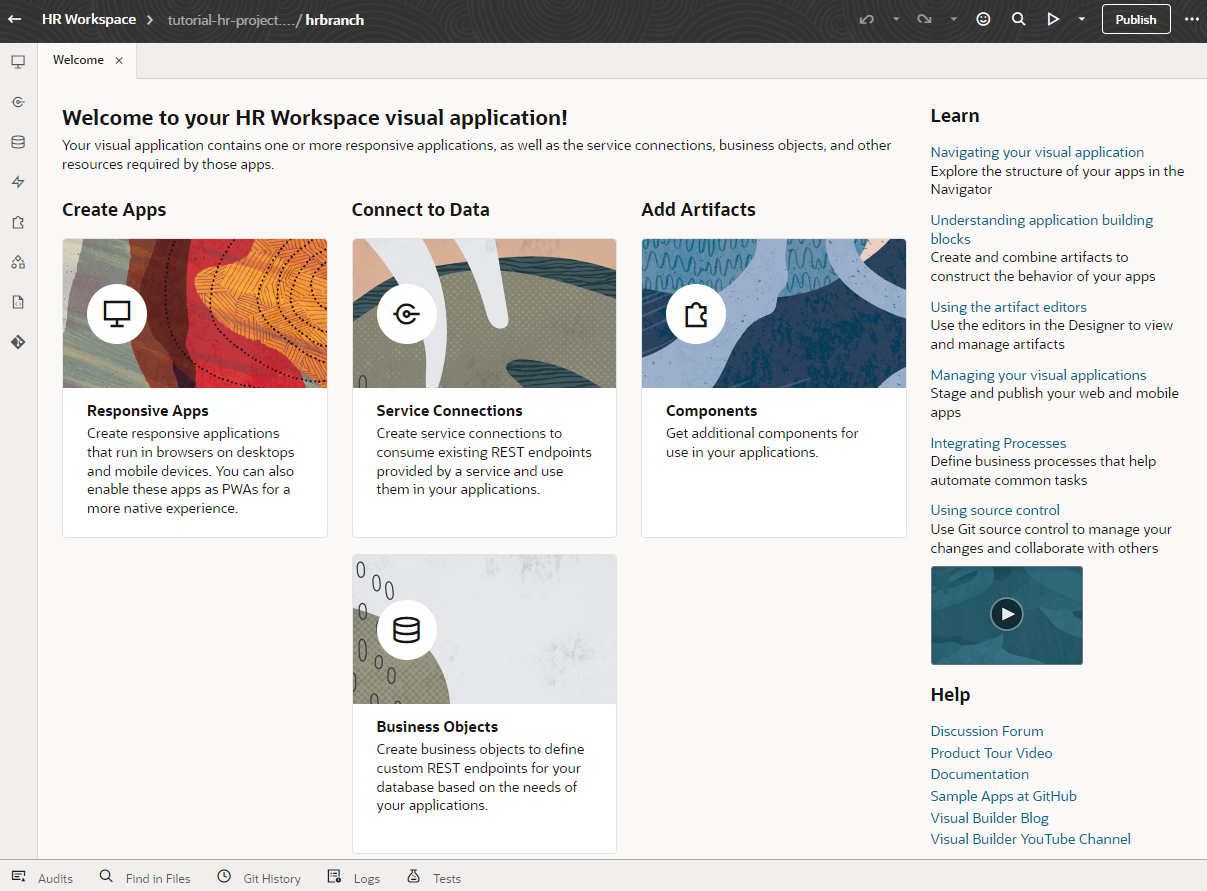 HR Workspace
tutorial-hr-project.... / hrbranch
Publish
Welcome
Welcome to your HR Workspace visual application!
Your visual application contains one or more responsive applications, as well as the service connections, business objects, and other
resources required by those apps.
Create Apps
Responsive Apps
Create responsive applications
that run in browsers on desktops
and mobile devices. You can also
enable these apps as PWAs for a
more native experience.
Connect to Data
Service Connections
Create service connections to
consume existing REST endpoints
provided by a service and use
them in your applications.
Business Objects
Create business objects to define
custom REST endpoints for your
database based on the needs of
your applications.
Add Artifacts
Components
Get additional components for
use in your applications.
Learn
Navigating your visual application
Explore the structure of your apps in the
Navigator
Understanding application building
blocks
Create and combine artifacts to
construct the behavior of your apps
Using the artifact editors
Use the editors in the Designer to view
and manage artifacts
Managing your visual applications
Stage and publish your web and mobile
apps
Integrating Processes
Define business processes that help
automate common tasks
Using source control
Use Git source control to manage your
changes and collaborate with others
Help
Discussion Forum
Product Tour Video
Documentation
Sample Apps at GitHub
Visual Builder Blog
Visual Builder YouTube Channel
Audits
Find in Files
Git History
Logs
Tests